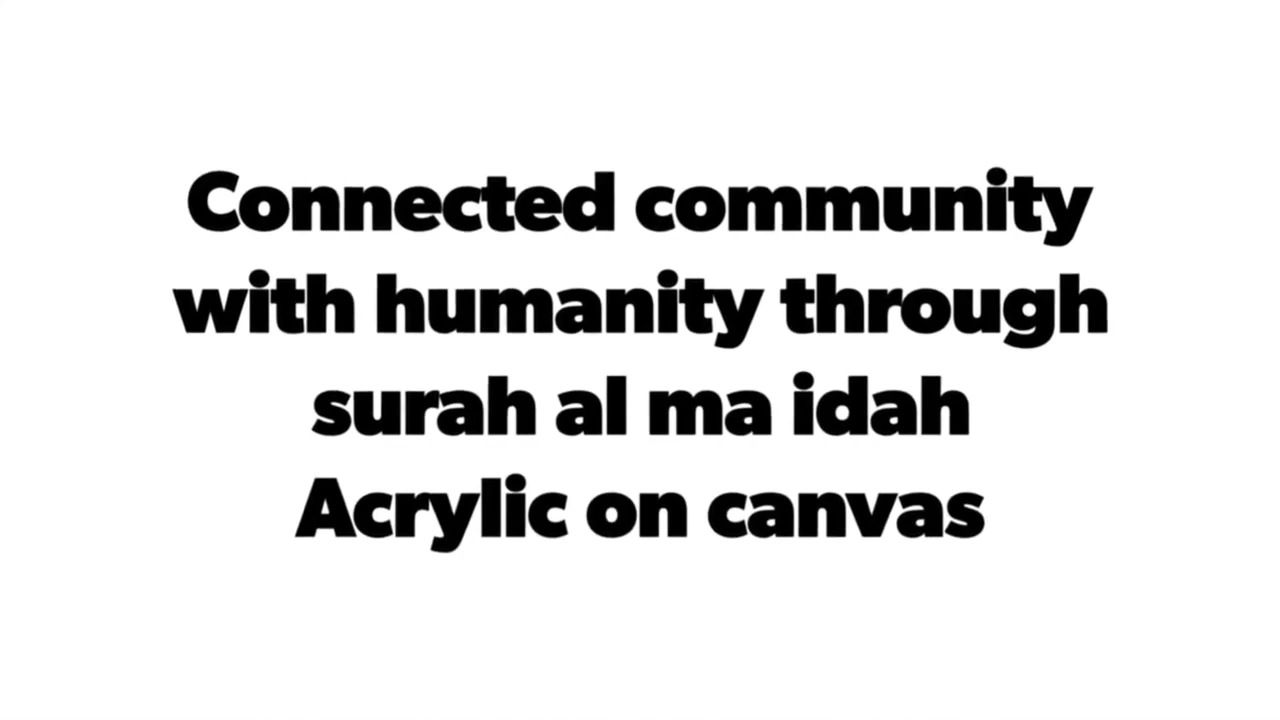 Connected community
with humanity through
surah al ma idah
Acrylic on canvas